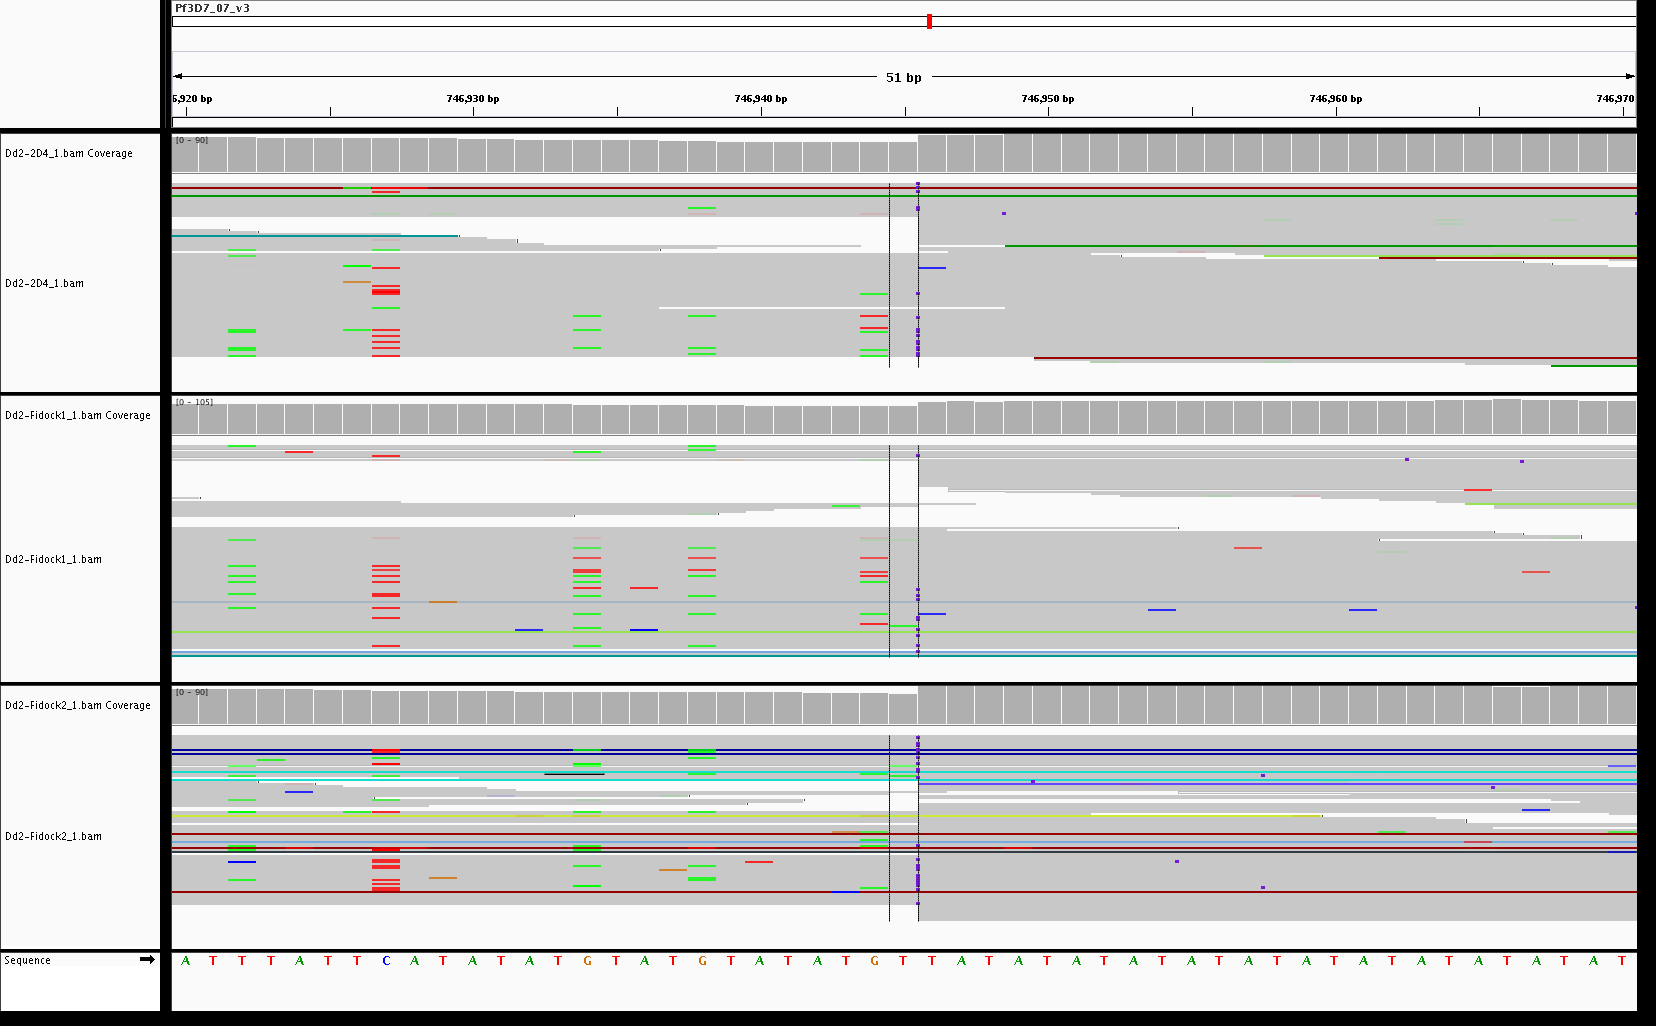 Pf3D7_07_v3
51 bp
6,920 bp 746,930 bp 746,940 bp 746,950 bp 746,960 bp 746,970
[0 - 90]
Dd2-2D4_1.bam Coverage
Dd2-2D4_1.bam
[0 - 105]
Dd2-Fidock1_1.bam Coverage
Dd2-Fidock1_1.bam
[0 - 90]
Dd2-Fidock2_1.bam Coverage
Dd2-Fidock2_1.bam
Sequence A T T T A T T C A T A T A T G T A T G T A T A T G T T A T A T A T A T A T A T A T A T A T A T A T A T